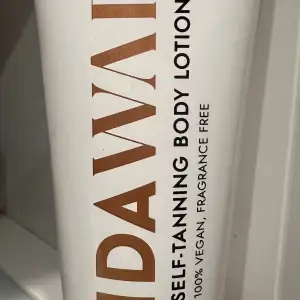 IDAWA
SELF-TANNING BODY LOTION
100% VEGAN, FRAGRANCE FREE